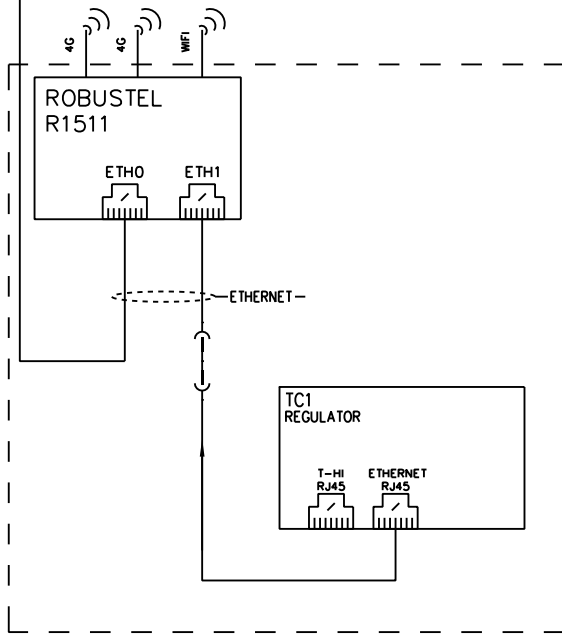 4G
4G
WIFI
ROBUSTEL
R1511
ETH0
ETH1
ETHERNET
TC1
REGULATOR
T-HI
RJ45
ETHERNET
RJ45